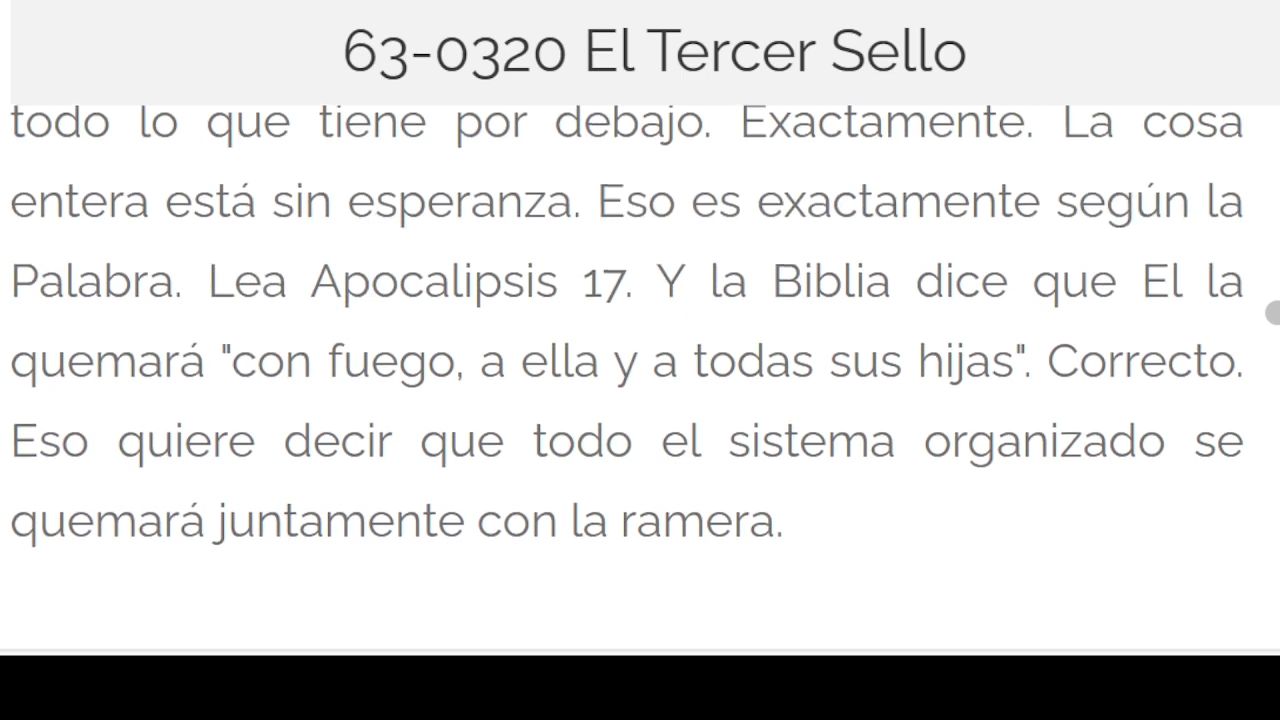 63-0320 El Tercer Sello
todo lo que tiene por debajo. Exactamente. La cosa
entera está sin esperanza. Eso es exactamente según la
Palabra. Lea Apocalipsis 17. Y la Biblia dice que El la
quemará "con fuego, a ella y a todas sus hijas". Correcto.
Eso quiere decir que todo el sistema organizado se
quemará juntamente con la ramera.